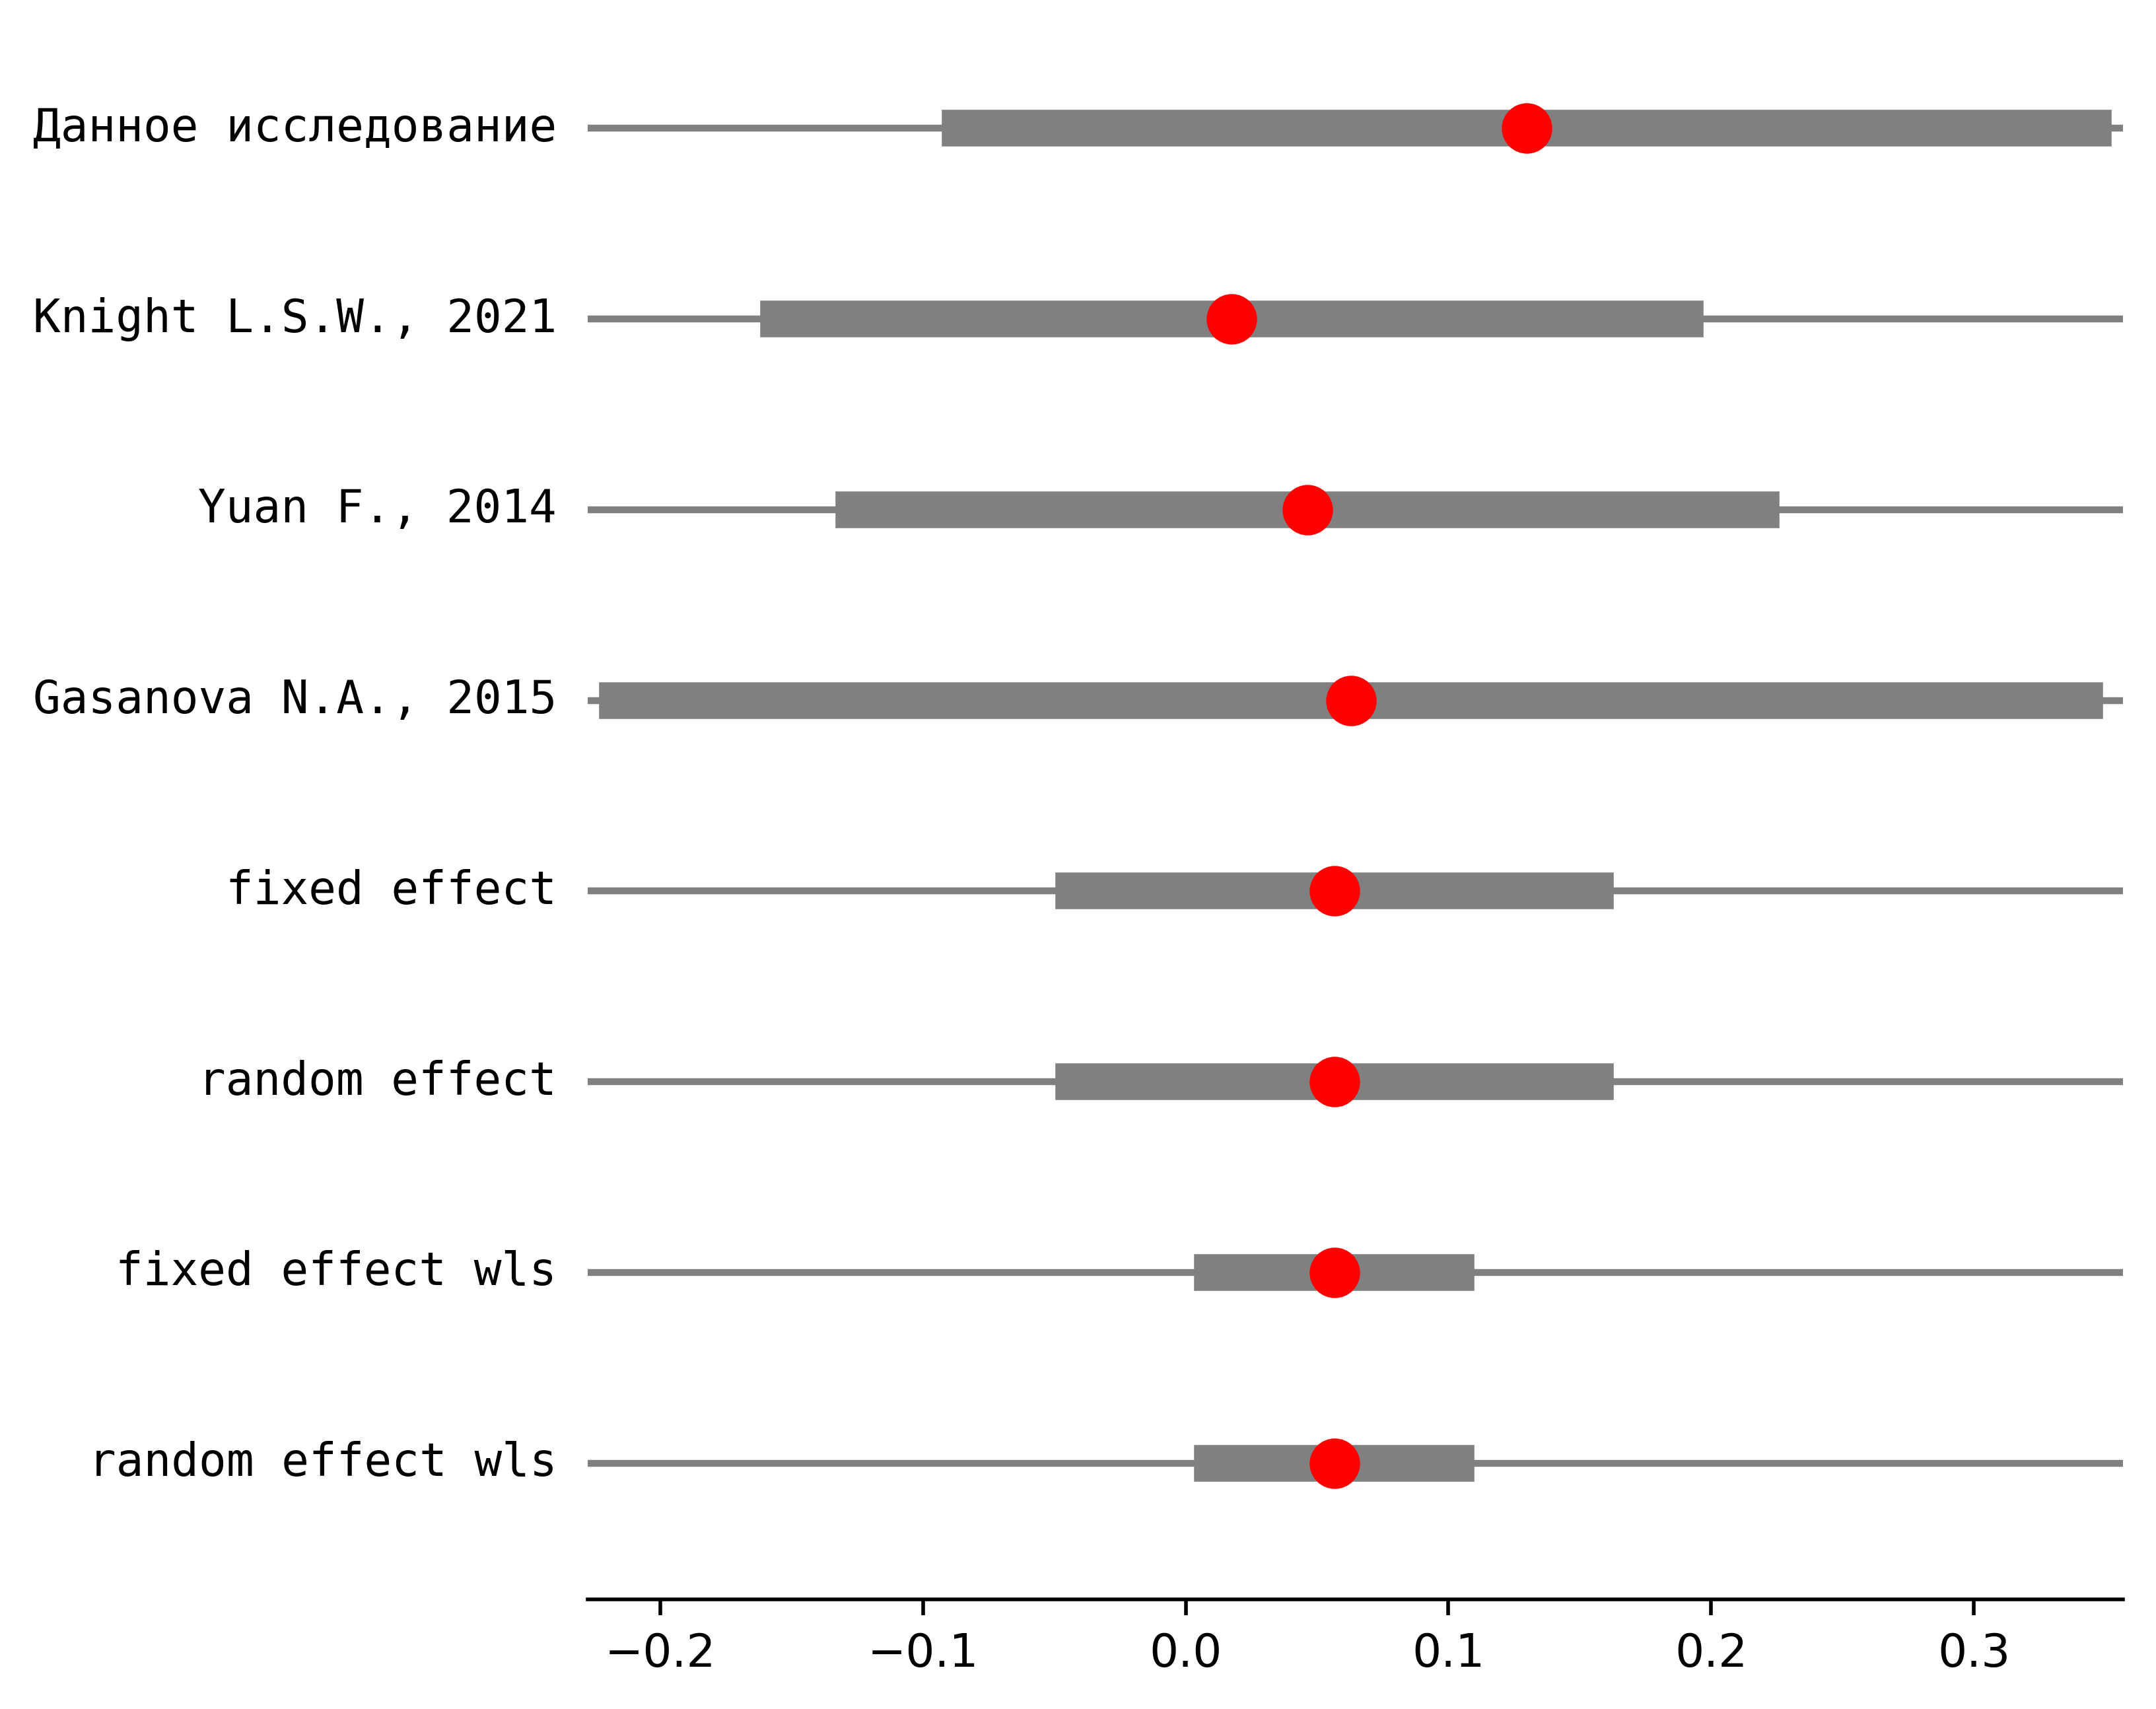 Данное исследование
Knight L.S.W., 2021
Yuan F., 2014
Gasanova N.A., 2015
fixed effect
random effect
fixed effect wls
random effect wls
−0.2 −0.1 0.0 0.1 0.2 0.3